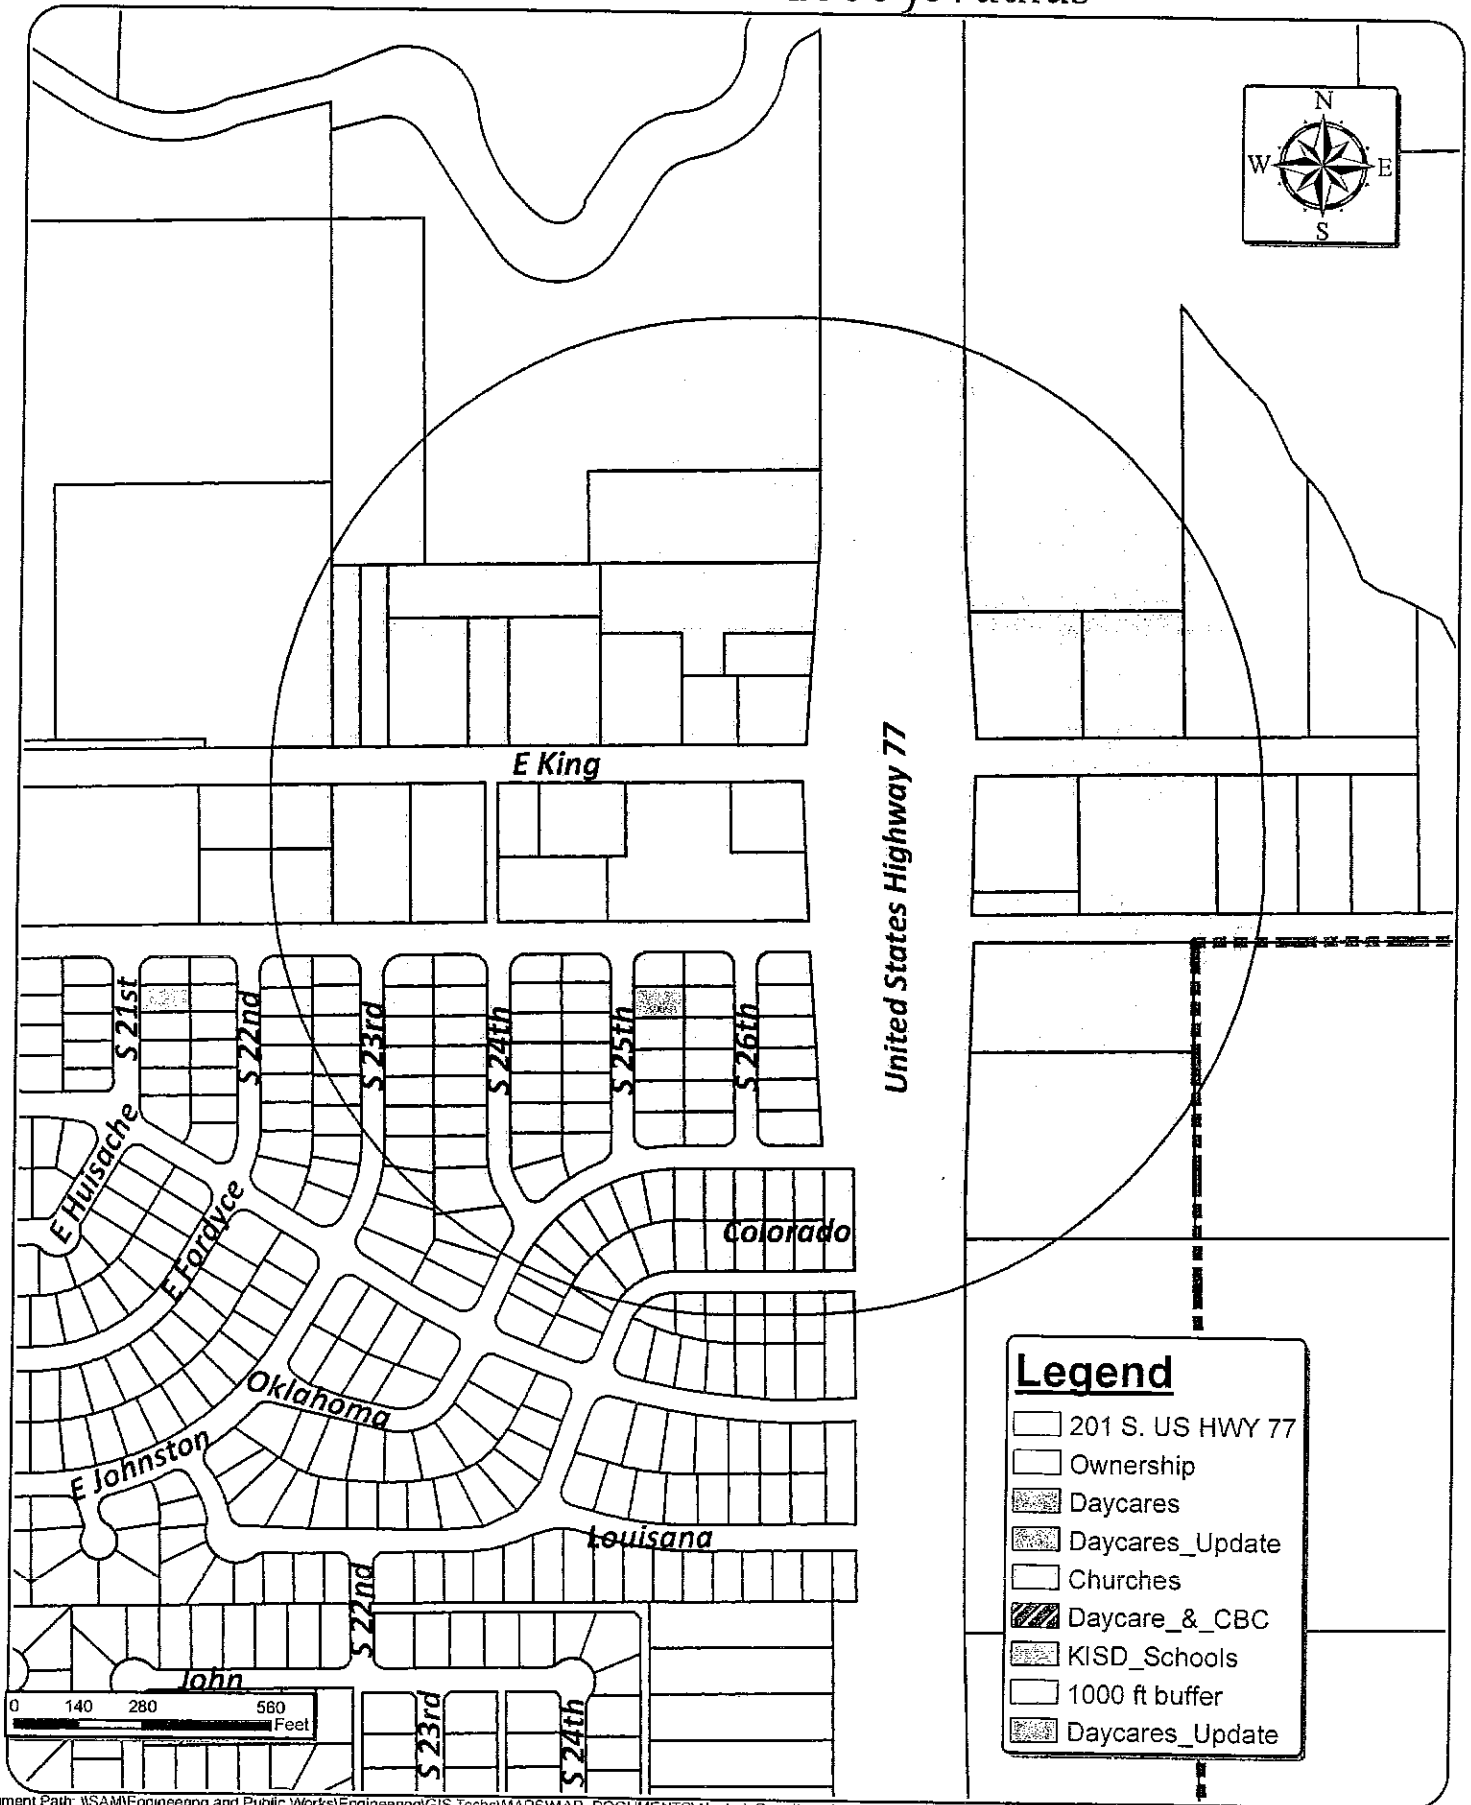 N
W E
S
E King
United States Highway 77
S 21st
S 22nd
S 23rd
S 24th
S 25th
S 26th
E Huisache
E Fordyce
Colorado
Oklahoma
E Johnston
Louisana
S 22nd
John
S 23rd
S 24th
0 140 280 560
Feet
Legend
201 S. US HWY 77
Ownership
Daycares
Daycares_Update
Churches
Daycare_&_CBC
KISD_Schools
1000 ft buffer
Daycares_Update